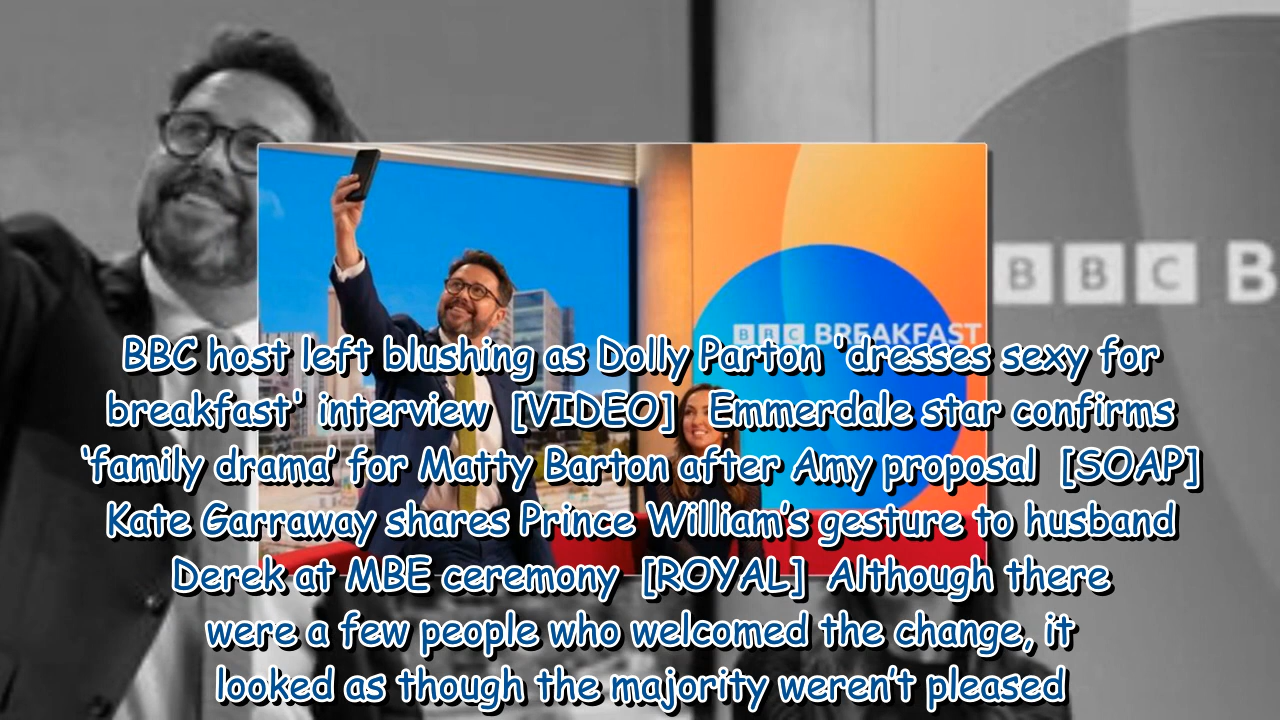 BBC BREAKFAST
BBC B
BBC host left blushing as Dolly Parton 'dresses sexy for
breakfast' interview [VIDEO] Emmerdale star confirms
‘family drama’ for Matty Barton after Amy proposal [SOAP]
Kate Garraway shares Prince William’s gesture to husband
Derek at MBE ceremony [ROYAL] Although there
were a few people who welcomed the change, it
looked as though the majority weren’t pleased